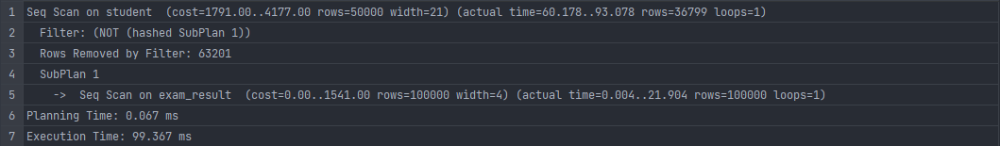 1 Seq Scan on student  (cost=1791.00..4177.00 rows=50000 width=21) (actual time=60.178..93.078 rows=36799 loops=1)
2   Filter: (NOT (hashed SubPlan 1))
3   Rows Removed by Filter: 63201
4   SubPlan 1
5     ->  Seq Scan on exam_result  (cost=0.00..1541.00 rows=100000 width=4) (actual time=0.004..21.904 rows=100000 loops=1)
6 Planning Time: 0.067 ms
7 Execution Time: 99.367 ms